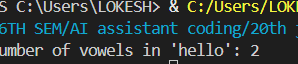 S C:\Users\LOKESH> & C:/Users/LOKE
6TH SEM/AI assistant coding/20th
umber of vowels in 'hello': 2